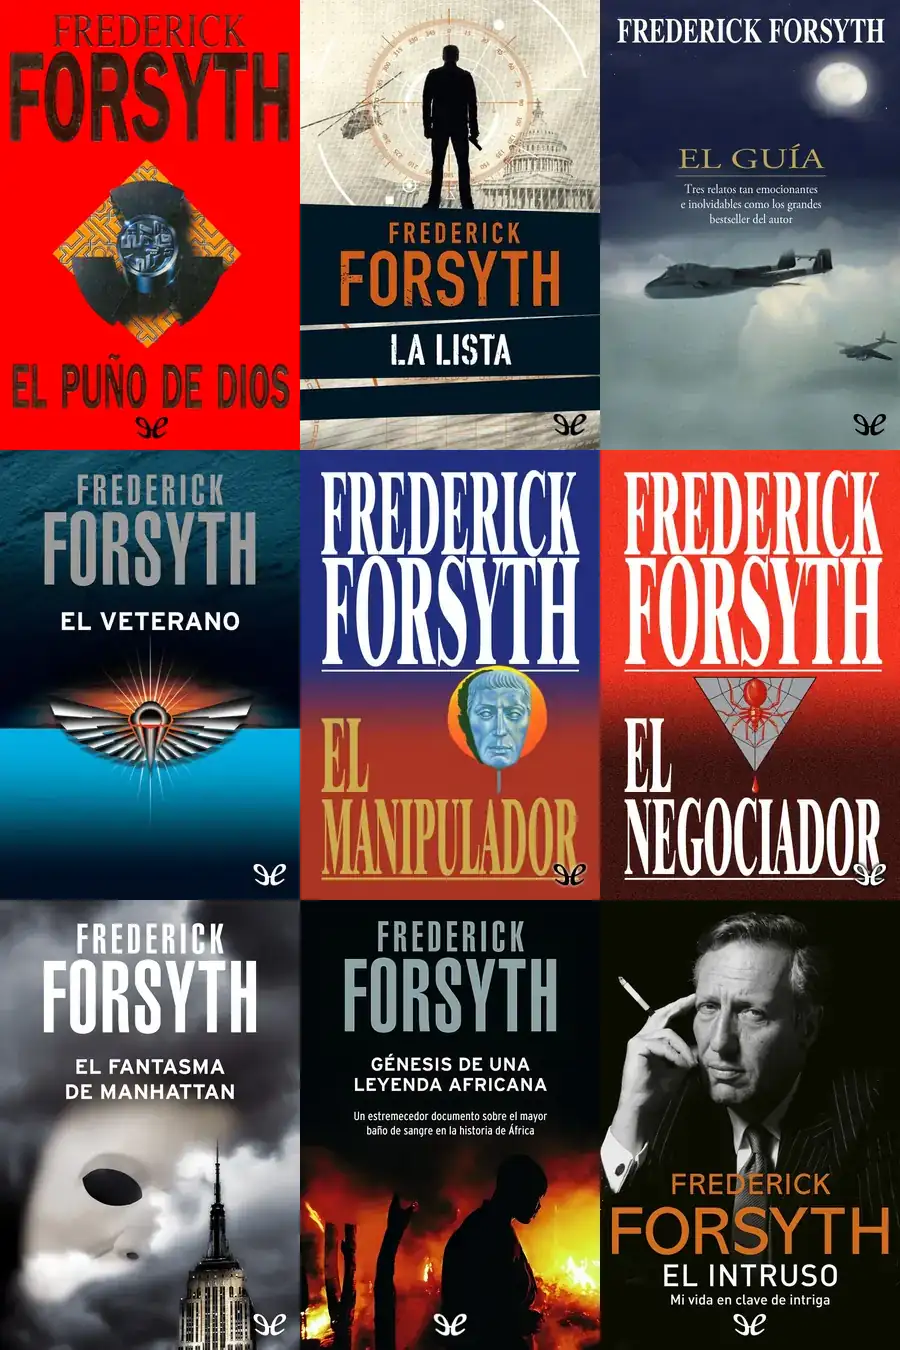 FREDERICK
FORSYTH
EL PUÑO DE DIOS
FREDERICK
FORSYTH
LA LISTA
FREDERICK FORSYTH
EL GUÍA
Tres relatos tan emocionantes
e inolvidables como los grandes
bestseller del autor
FREDERICK
FORSYTH
EL VETERANO
FREDERICK
FORSYTH
EL
MANIPULADOR
FREDERICK
FORSYTH
EL
NEGOCIADOR
FREDERICK
FORSYTH
EL FANTASMA
DE MANHATTAN
FREDERICK
FORSYTH
GÉNESIS DE UNA
LEYENDA AFRICANA
Un estremecedor documento sobre el mayor
baño de sangre en la historia de África
FREDERICK
FORSYTH
EL INTRUSO
Mi vida en clave de intriga